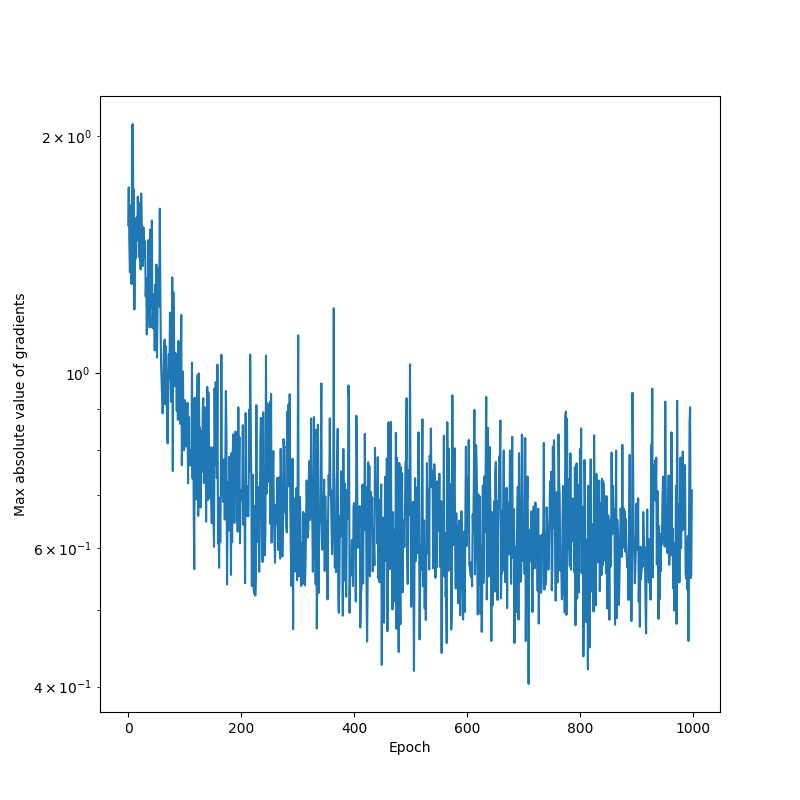 Max absolute value of gradients
2 × 10⁰
10⁰
6 × 10⁻¹
4 × 10⁻¹
0 200 400 600 800 1000
Epoch